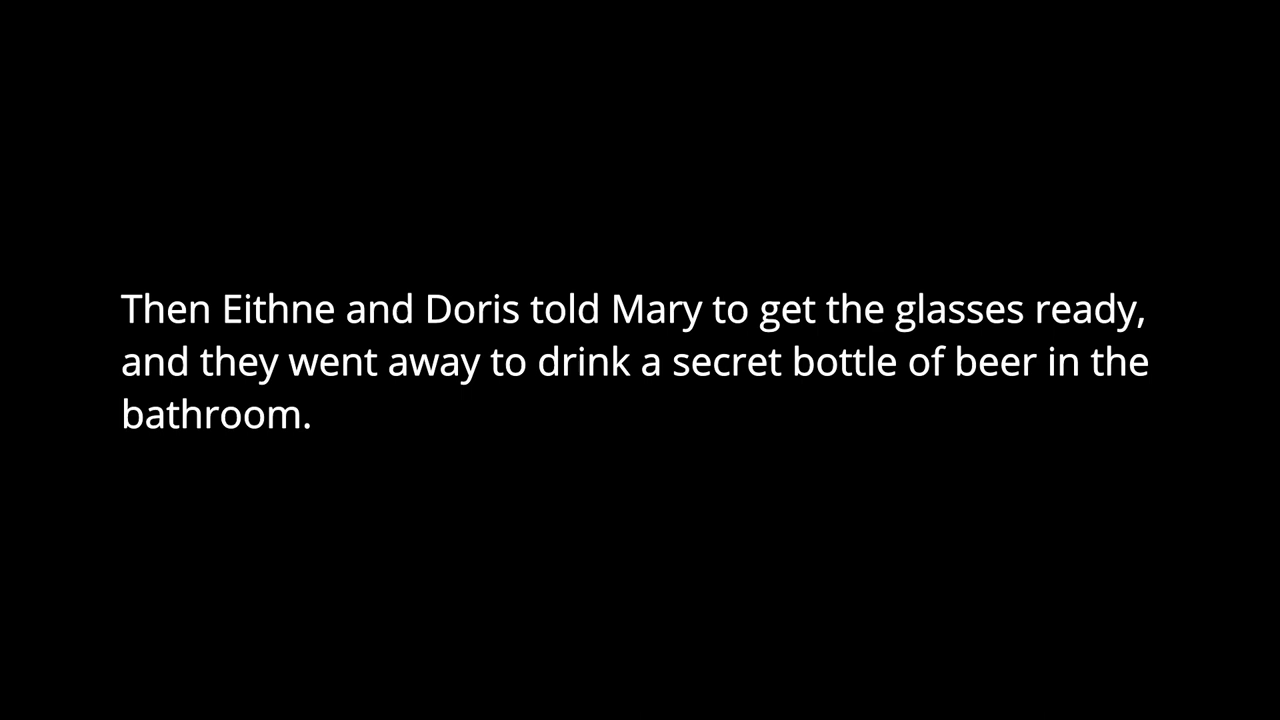 Then Eithne and Doris told Mary to get the glasses ready,
and they went away to drink a secret bottle of beer in the
bathroom.